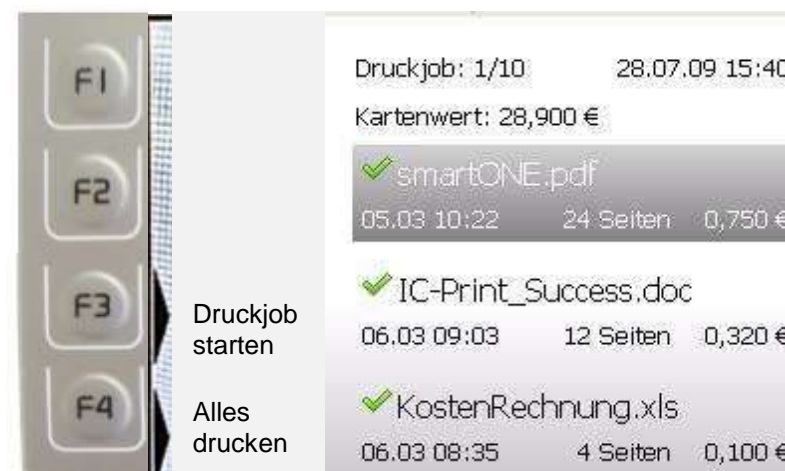 F1
F2
F3
F4
Druckjob
starten
Alles
drucken
Druckjob: 1/10 28.07.09 15:40
Kartenwert: 28,900 €
smartONE.pdf
05.03 10:22 24 Seiten 0,750 €
IC-Print_Success.doc
06.03 09:03 12 Seiten 0,320 €
KostenRechnung.xls
06.03 08:35 4 Seiten 0,100 €